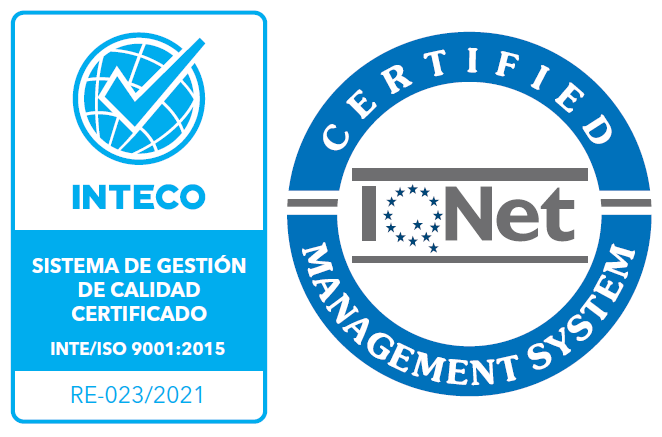 INTECO
SISTEMA DE GESTIÓN
DE CALIDAD
CERTIFICADO
INTE/ISO 9001:2015
RE-023/2021
CERTIFIED
IQNet
MANAGEMENT SYSTEM